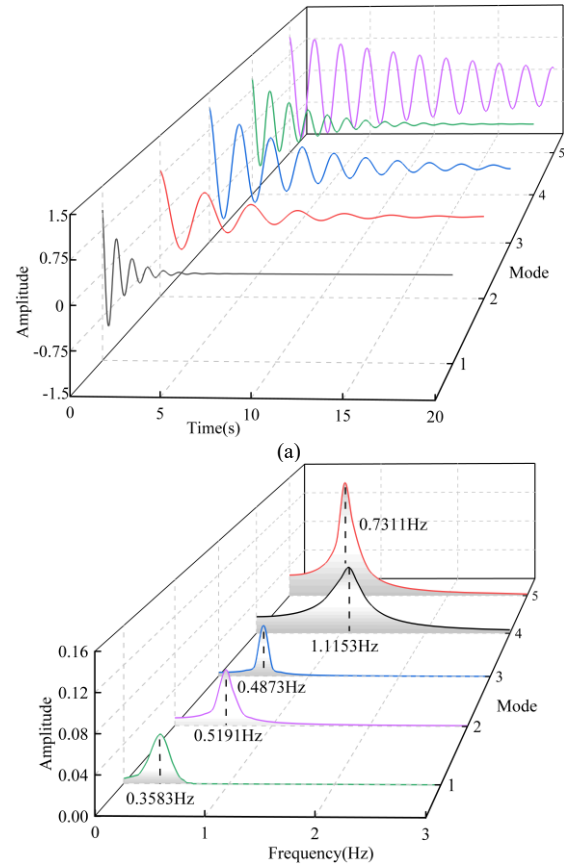 1.5
0.75
0
-0.75
-1.5
Amplitude
0 5 10 15 20
Time(s)
1
2
3
4
5
Mode
(a)
0.7311Hz
1.1153Hz
0.4873Hz
0.5191Hz
0.3583Hz
0.16
0.12
0.08
0.04
0.00
Amplitude
0 1 2 3
Frequency(Hz)
1
2
3
4
5
Mode